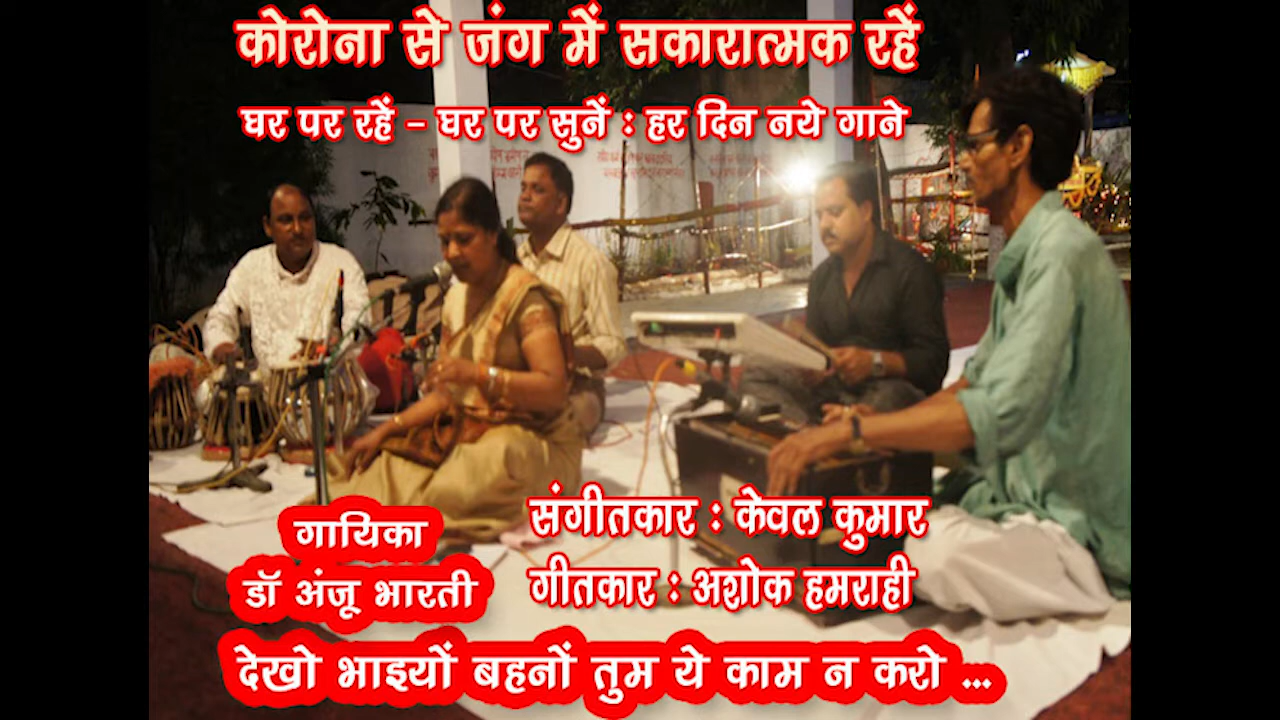 कोरोना से जंग में सकारात्मक रहें
घर पर रहें - घर पर सुनें : हर दिन नये गाने
गायिका
डॉ अंजू भारती
संगीतकार : केवल कुमार
गीतकार : अशोक हमराही
देखो भाइयों बहनों तुम ये काम न करो ...